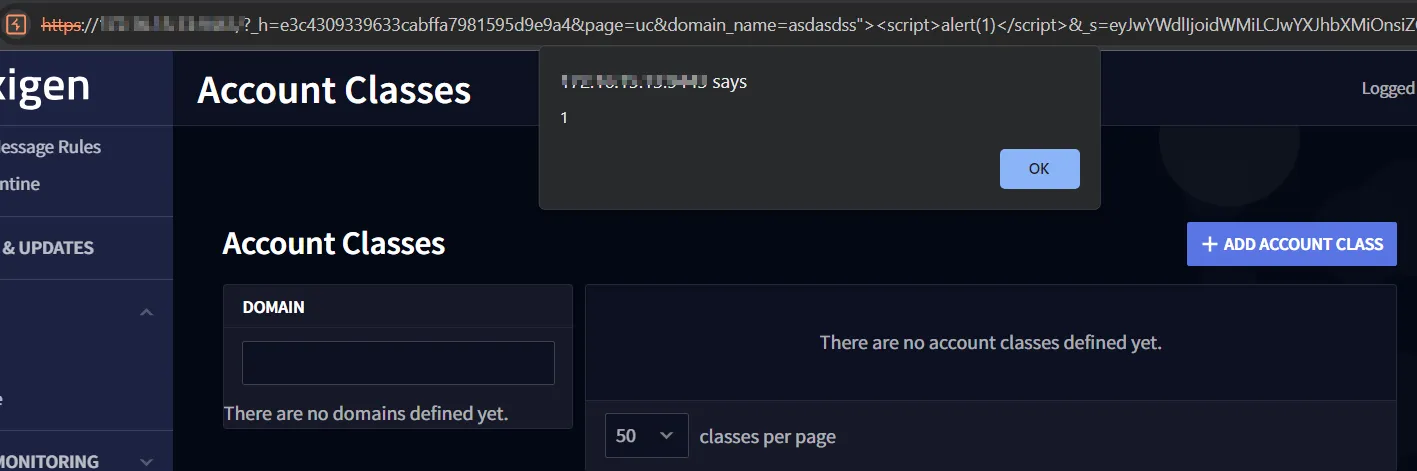 https:// /?_h=e3c4309339633cabffa7981595d9e9a4&page=uc&domain_name=asdasdss"><script>alert(1)</script>&_s=eyJwYWdlIjoidWMiLCJwYXJhbXMiOnsiZ
says
1
OK
xigen
Account Classes
Logged
essage Rules
ntine
& UPDATES
e
MONITORING
Account Classes
+ ADD ACCOUNT CLASS
DOMAIN
There are no domains defined yet.
There are no account classes defined yet.
50 classes per page